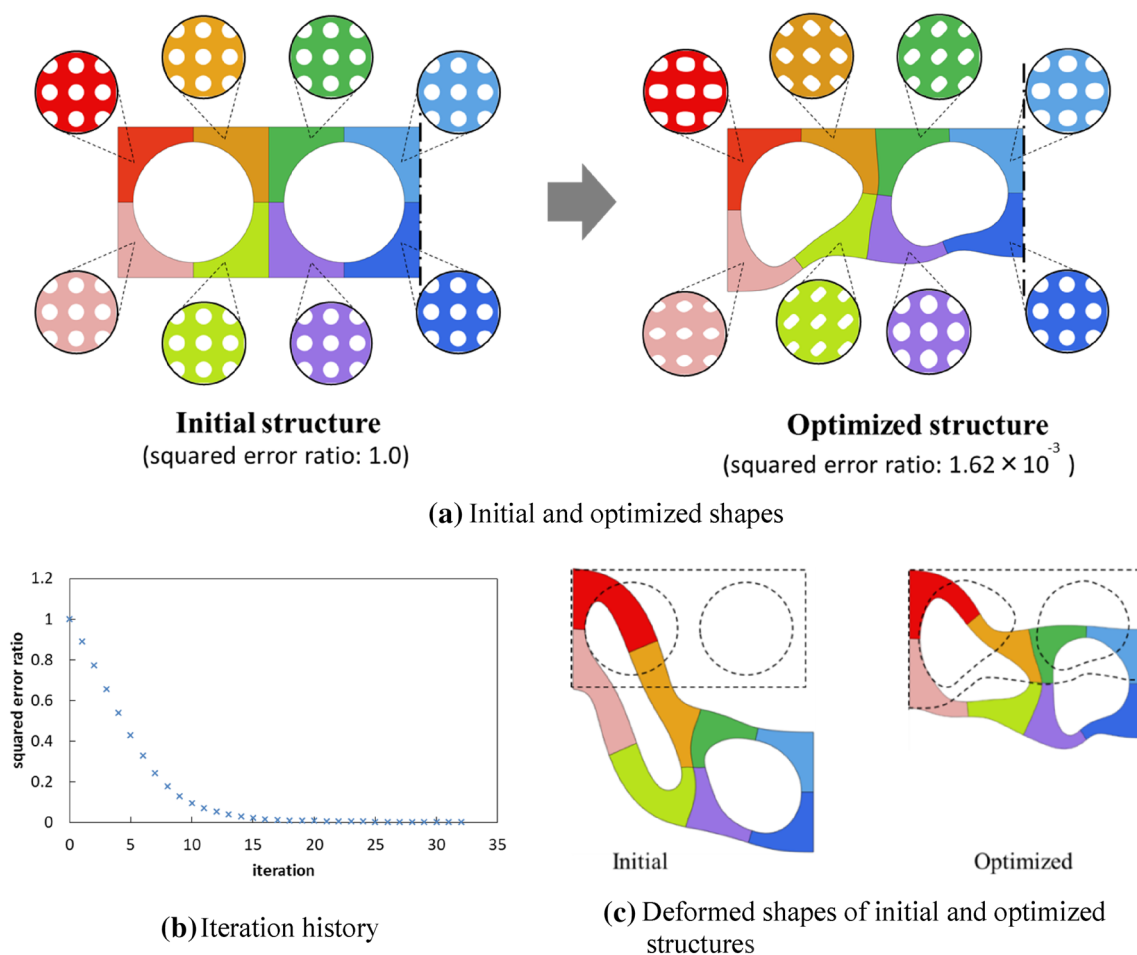 Initial structure
(squared error ratio: 1.0)
Optimized structure
(squared error ratio: 1.62 × 10⁻³ )
(a) Initial and optimized shapes
squared error ratio
1.2
1
0.8
0.6
0.4
0.2
0
0 5 10 15 20 25 30 35
iteration
(b) Iteration history
Initial
Optimized
(c) Deformed shapes of initial and optimized
structures